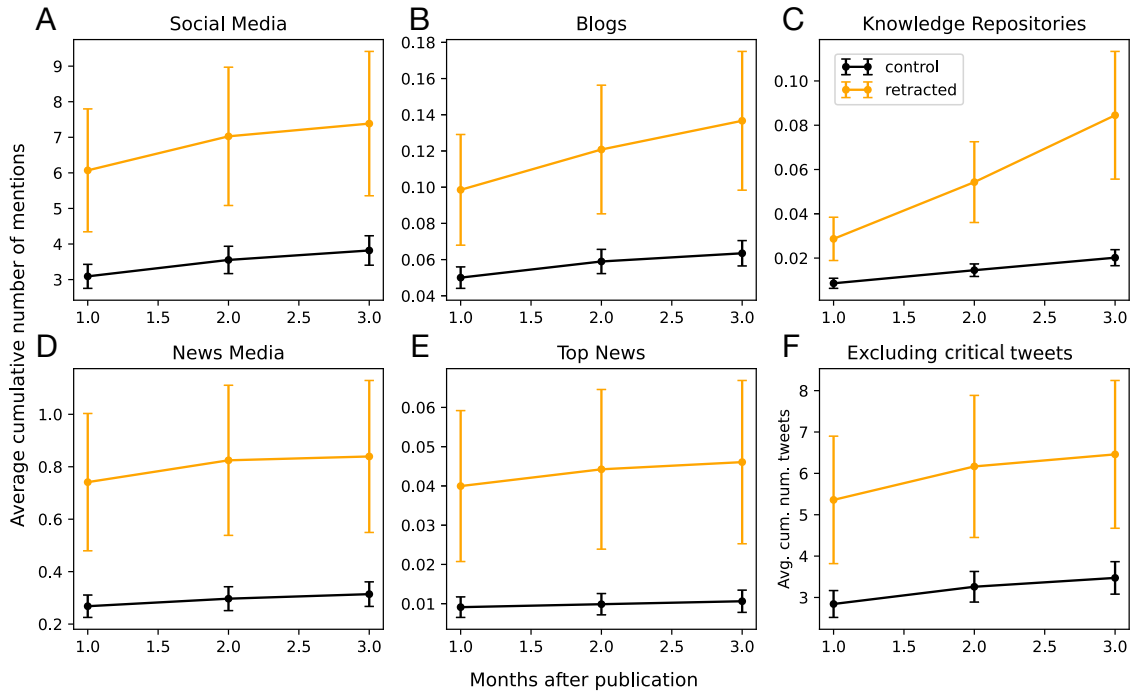 A Social Media
9
8
7
6
5
4
3
1.0 1.5 2.0 2.5 3.0
B Blogs
0.18
0.16
0.14
0.12
0.10
0.08
0.06
0.04
1.0 1.5 2.0 2.5 3.0
C Knowledge Repositories
control
retracted
0.10
0.08
0.06
0.04
0.02
1.0 1.5 2.0 2.5 3.0
Average cumulative number of mentions
D News Media
1.0
0.8
0.6
0.4
0.2
1.0 1.5 2.0 2.5 3.0
E Top News
0.06
0.05
0.04
0.03
0.02
0.01
1.0 1.5 2.0 2.5 3.0
F Excluding critical tweets
Avg. cum. num. tweets
8
7
6
5
4
3
1.0 1.5 2.0 2.5 3.0
Months after publication